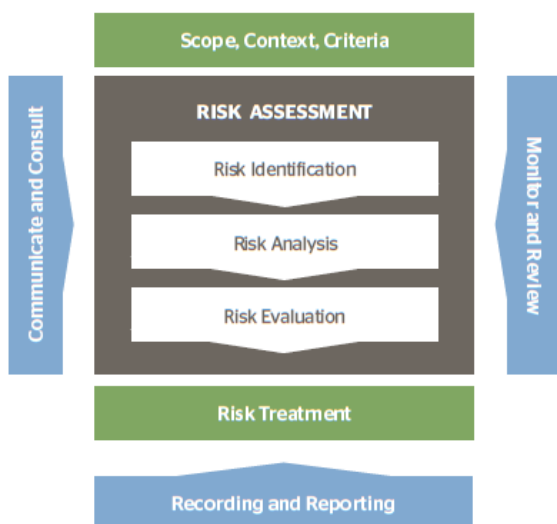 Scope, Context, Criteria
Communicate and Consult
RISK ASSESSMENT
Risk Identification
Risk Analysis
Risk Evaluation
Monitor and Review
Risk Treatment
Recording and Reporting